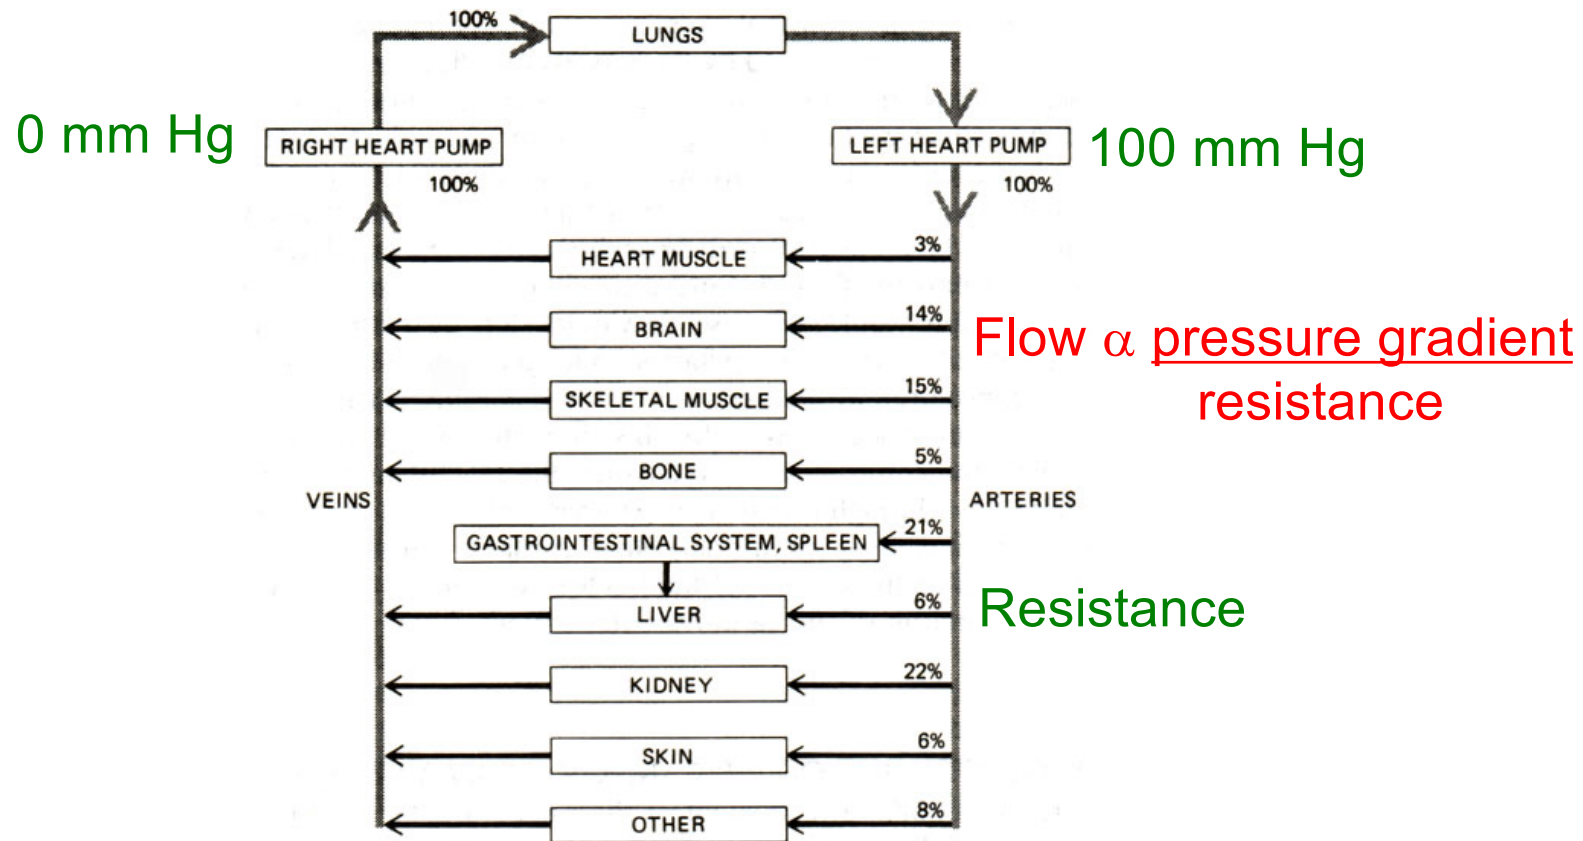 100%
LUNGS
0 mm Hg
RIGHT HEART PUMP
LEFT HEART PUMP
100 mm Hg
100%
100%
HEART MUSCLE
3%
BRAIN
14%
Flow α pressure gradient
resistance
SKELETAL MUSCLE
15%
BONE
5%
VEINS
ARTERIES
GASTROINTESTINAL SYSTEM, SPLEEN
21%
LIVER
6%
Resistance
KIDNEY
22%
SKIN
6%
OTHER
8%